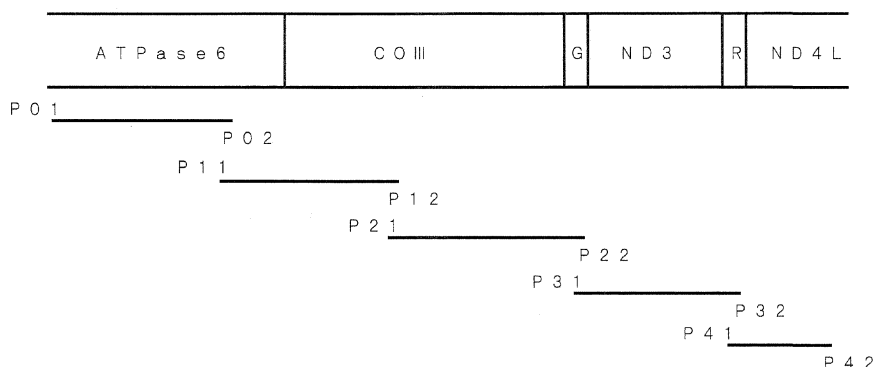 ATPase6 COⅢ G ND3 R ND4L
P01
P02
P11
P12
P21
P22
P31
P32
P41
P42